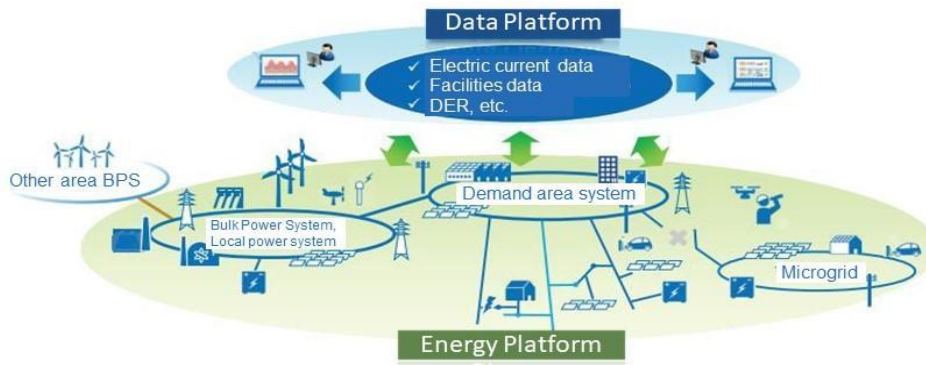 Data Platform
✓ Electric current data
✓ Facilities data
✓ DER, etc.
Other area BPS
Bulk Power System,
Local power system
Demand area system
Microgrid
Energy Platform